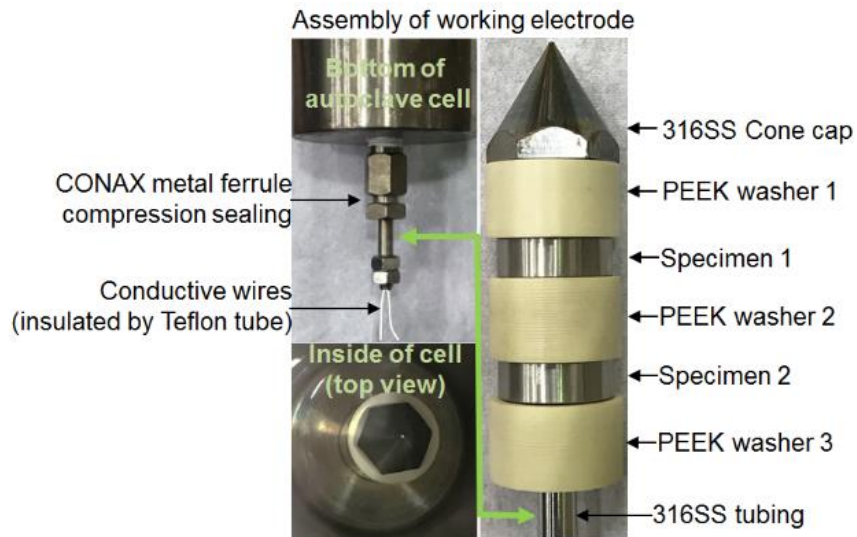 Assembly of working electrode
Bottom of
autoclave cell
CONAX metal ferrule
compression sealing
Conductive wires
(insulated by Teflon tube)
Inside of cell
(top view)
316SS Cone cap
PEEK washer 1
Specimen 1
PEEK washer 2
Specimen 2
PEEK washer 3
316SS tubing